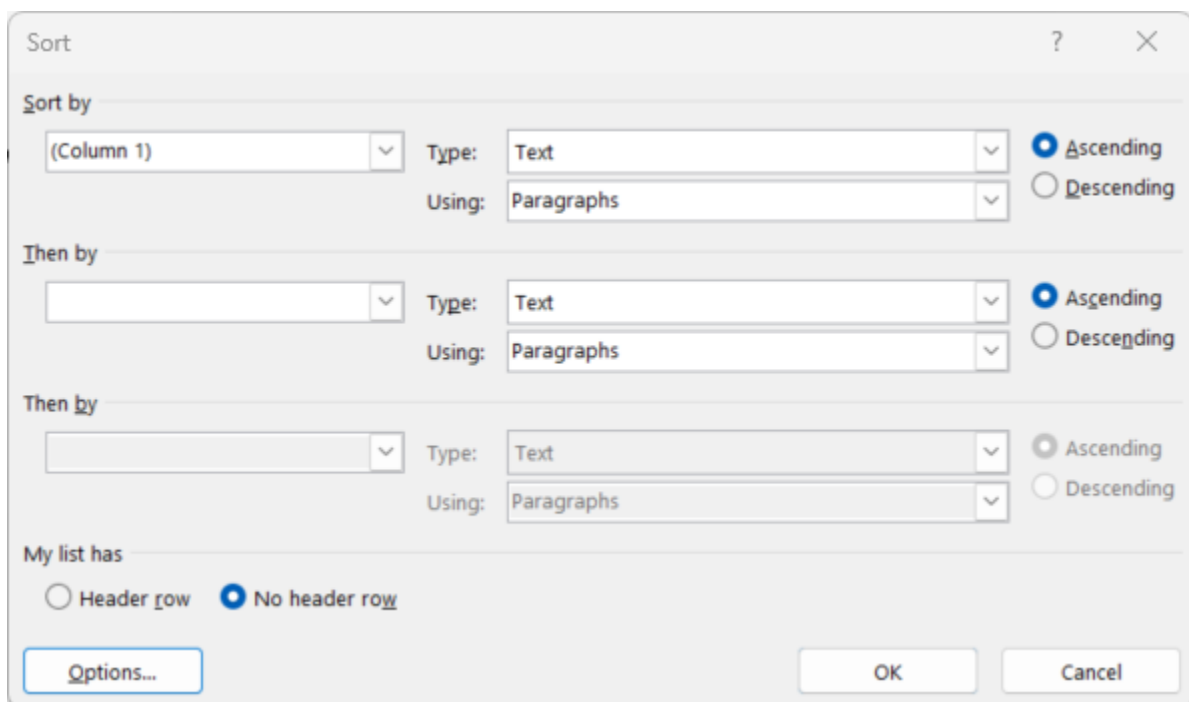 Sort ?
Sort by
(Column 1) Type: Text Ascending
Using: Paragraphs Descending
Then by
Type: Text Ascending
Using: Paragraphs Descending
Then by
Type: Text Ascending
Using: Paragraphs Descending
My list has
Header row No header row
Options... OK Cancel